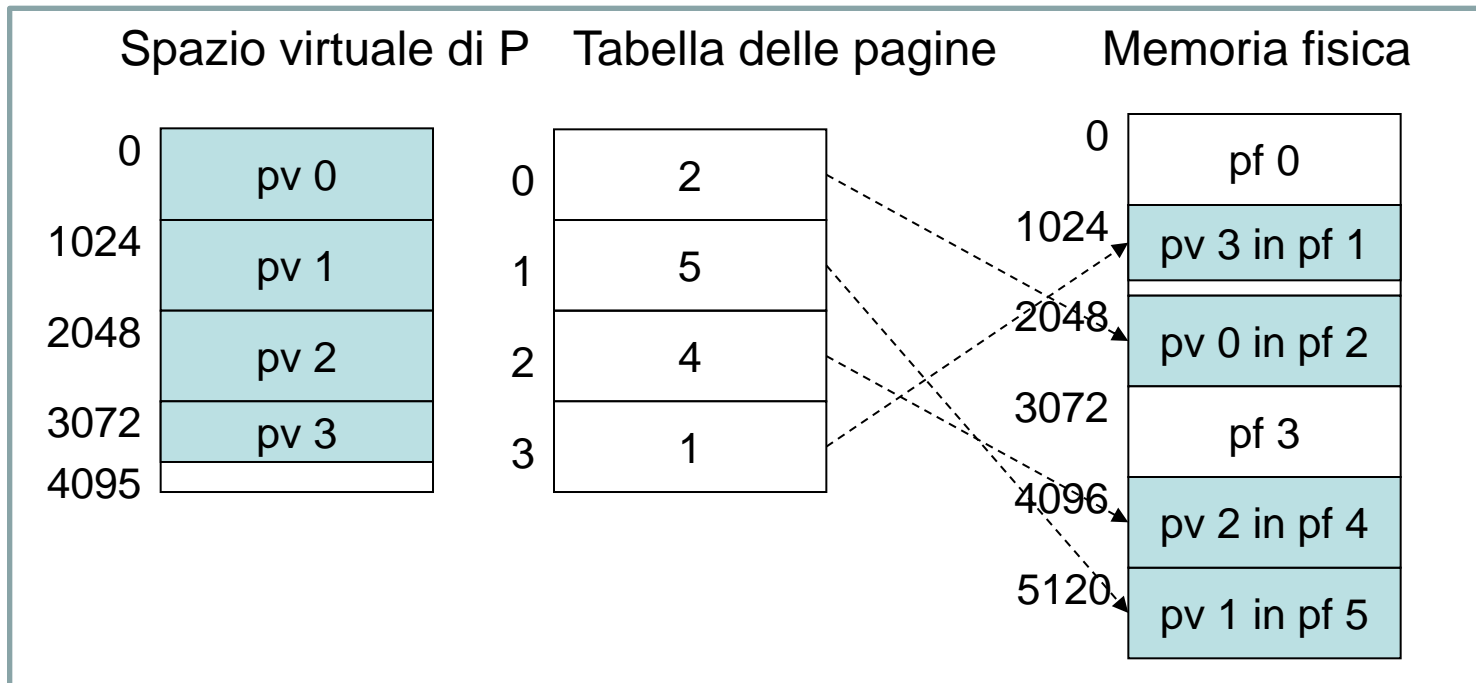 Spazio virtuale di P
Tabella delle pagine
Memoria fisica
0
pv 0
1024
pv 1
2048
pv 2
3072
pv 3
4095
0
2
1
5
2
4
3
1
0
pf 0
1024
pv 3 in pf 1
2048
pv 0 in pf 2
3072
pf 3
4096
pv 2 in pf 4
5120
pv 1 in pf 5